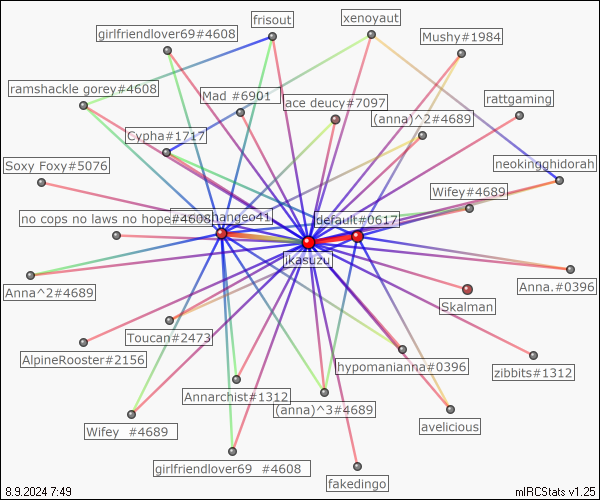 frisout
xenoyaut
girlfriendlover69#4608
Mushy#1984
ramshackle gorey#4608
Mad #6901
ace deucy#7097
rattgaming
(anna)^2#4689
Cypha#1717
Soxy Foxy#5076
neokingghidorah
Wifey#4689
no cops no laws no hope#4608
default#0617
jkasuzu
Anna^2#4689
Anna.#0396
Skalman
Toucan#2473
AlpineRooster#2156
hypomanianna#0396
zibbits#1312
Annarchist#1312
(anna)^3#4689
avelicious
Wifey #4689
girlfriendlover69 #4608
fakedingo
8.9.2024 7:49
mIRCStats v1.25